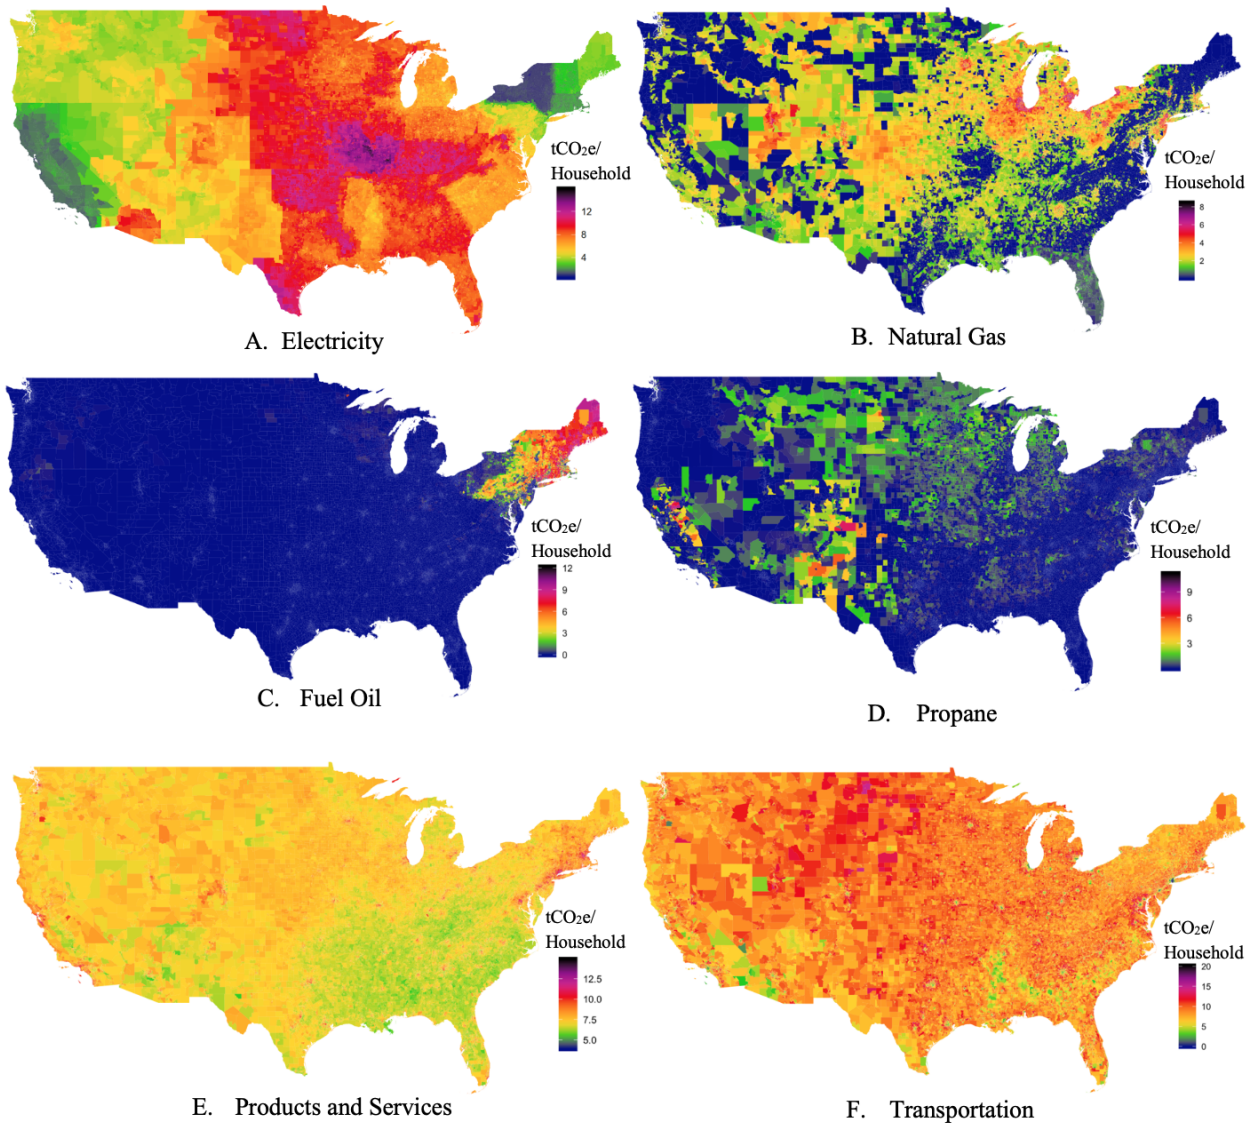 tCO₂e/
Household
12
8
4
A. Electricity
tCO₂e/
Household
8
6
4
2
B. Natural Gas
tCO₂e/
Household
12
9
6
3
0
C. Fuel Oil
tCO₂e/
Household
9
6
3
D. Propane
tCO₂e/
Household
12.5
10.0
7.5
5.0
E. Products and Services
tCO₂e/
Household
20
15
10
5
0
F. Transportation